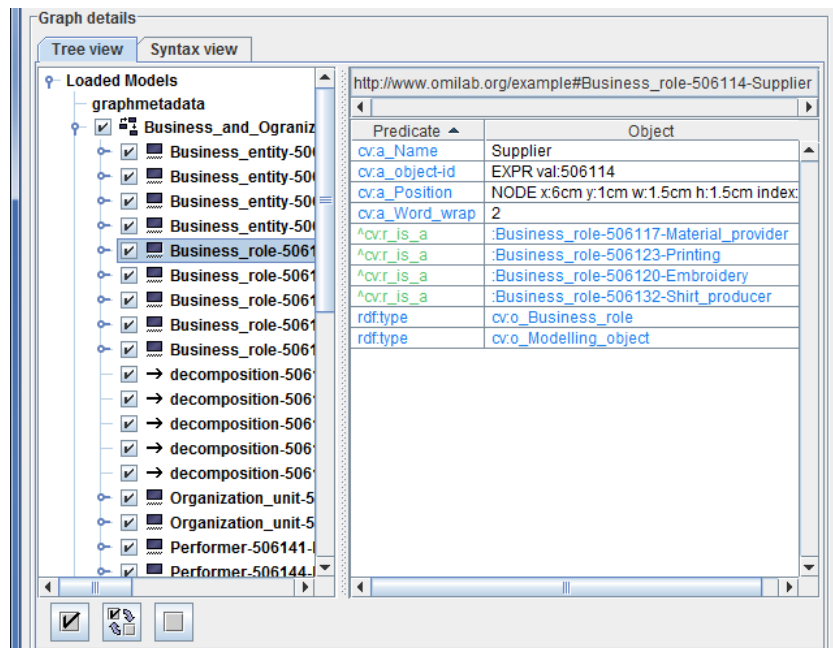 Graph details
Tree view Syntax view
Loaded Models
graphmetadata
Business_and_Ograniz
Business_entity-50
Business_entity-50
Business_entity-50
Business_entity-50
Business_role-5061
Business_role-5061
Business_role-5061
Business_role-5061
Business_role-5061
decomposition-506
decomposition-506
decomposition-506
decomposition-506
decomposition-506
Organization_unit-5
Organization_unit-5
Performer-506141-
Performer-506144-
http://www.omilab.org/example#Business_role-506114-Supplier
Predicate Object
cv:a_Name Supplier
cv:a_object-id EXPR val:506114
cv:a_Position NODE x:6cm y:1cm w:1.5cm h:1.5cm index:
cv:a_Word_wrap 2
^cv:r_is_a :Business_role-506117-Material_provider
^cv:r_is_a :Business_role-506123-Printing
^cv:r_is_a :Business_role-506120-Embroidery
^cv:r_is_a :Business_role-506132-Shirt_producer
rdf:type cv:o_Business_role
rdf:type cv:o_Modelling_object